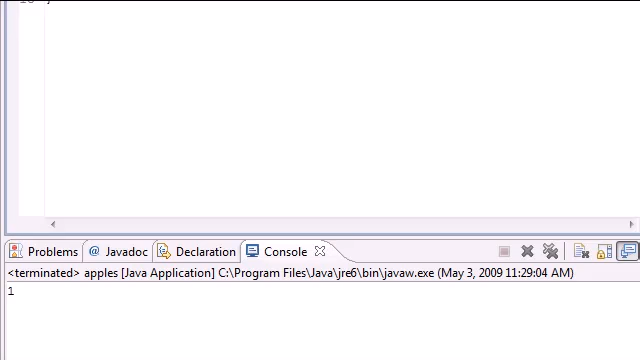 Problems @ Javadoc Declaration Console
<terminated> apples [Java Application] C:\Program Files\Java\jre6\bin\javaw.exe (May 3, 2009 11:29:04 AM)
1